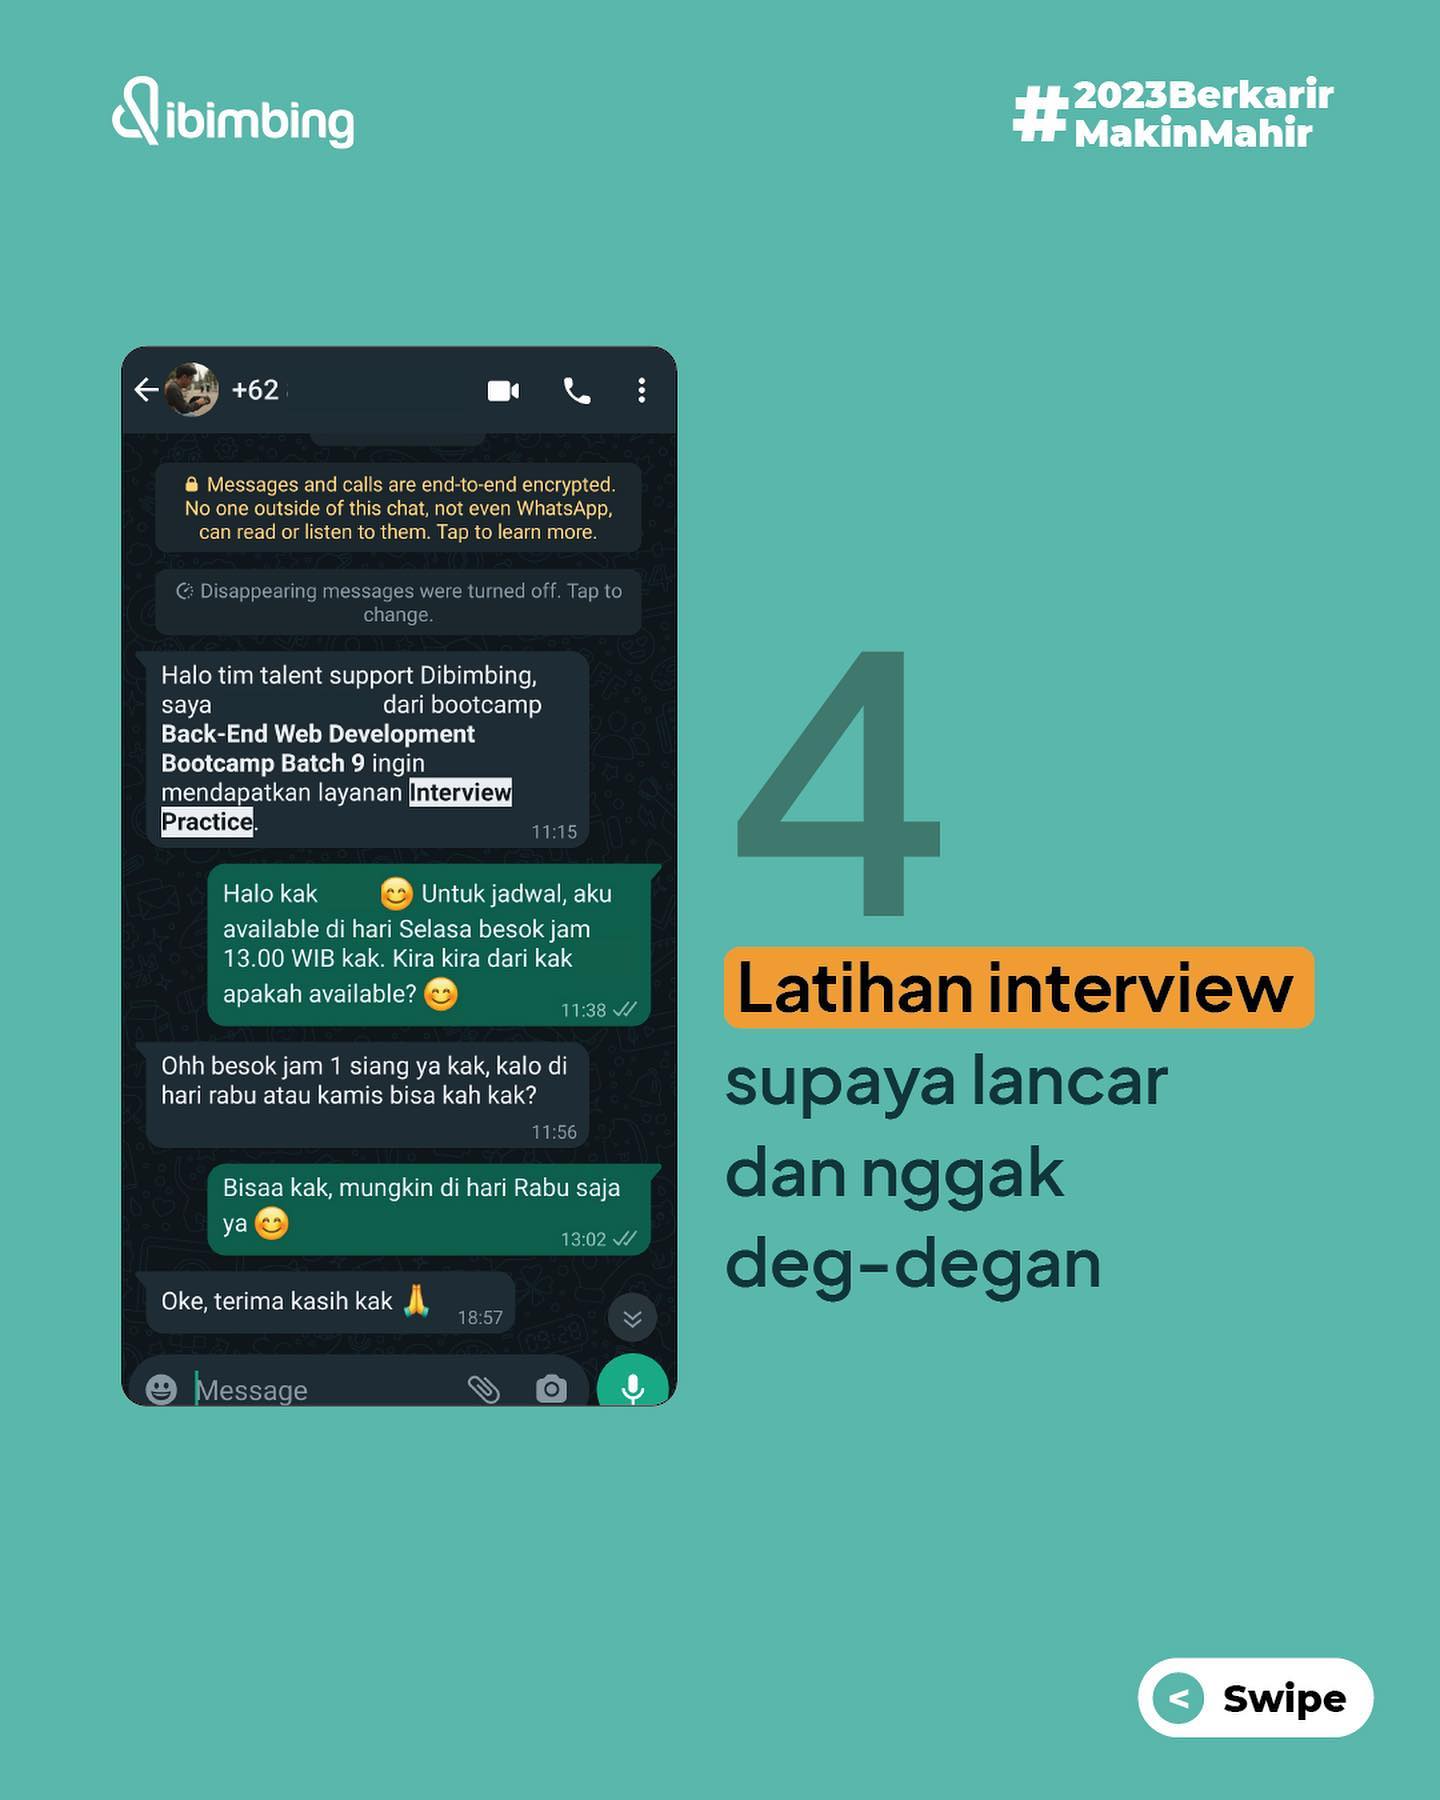 Dibimbing
#2023Berkarir
MakinMahir
+62
Messages and calls are end-to-end encrypted.
No one outside of this chat, not even WhatsApp,
can read or listen to them. Tap to learn more.
Disappearing messages were turned off. Tap to
change.
Halo tim talent support Dibimbing,
saya dari bootcamp
Back-End Web Development
Bootcamp Batch 9 ingin
mendapatkan layanan Interview
Practice.
11:15
Halo kak 😊 Untuk jadwal, aku
available di hari Selasa besok jam
13.00 WIB kak. Kira kira dari kak
apakah available? 😊
11:38
Ohh besok jam 1 siang ya kak, kalo di
hari rabu atau kamis bisa kah kak?
11:56
Bisaa kak, mungkin di hari Rabu saja
ya 😊
13:02
Oke, terima kasih kak 🙏
18:57
Message
4
Latihan interview
supaya lancar
dan nggak
deg-degan
< Swipe